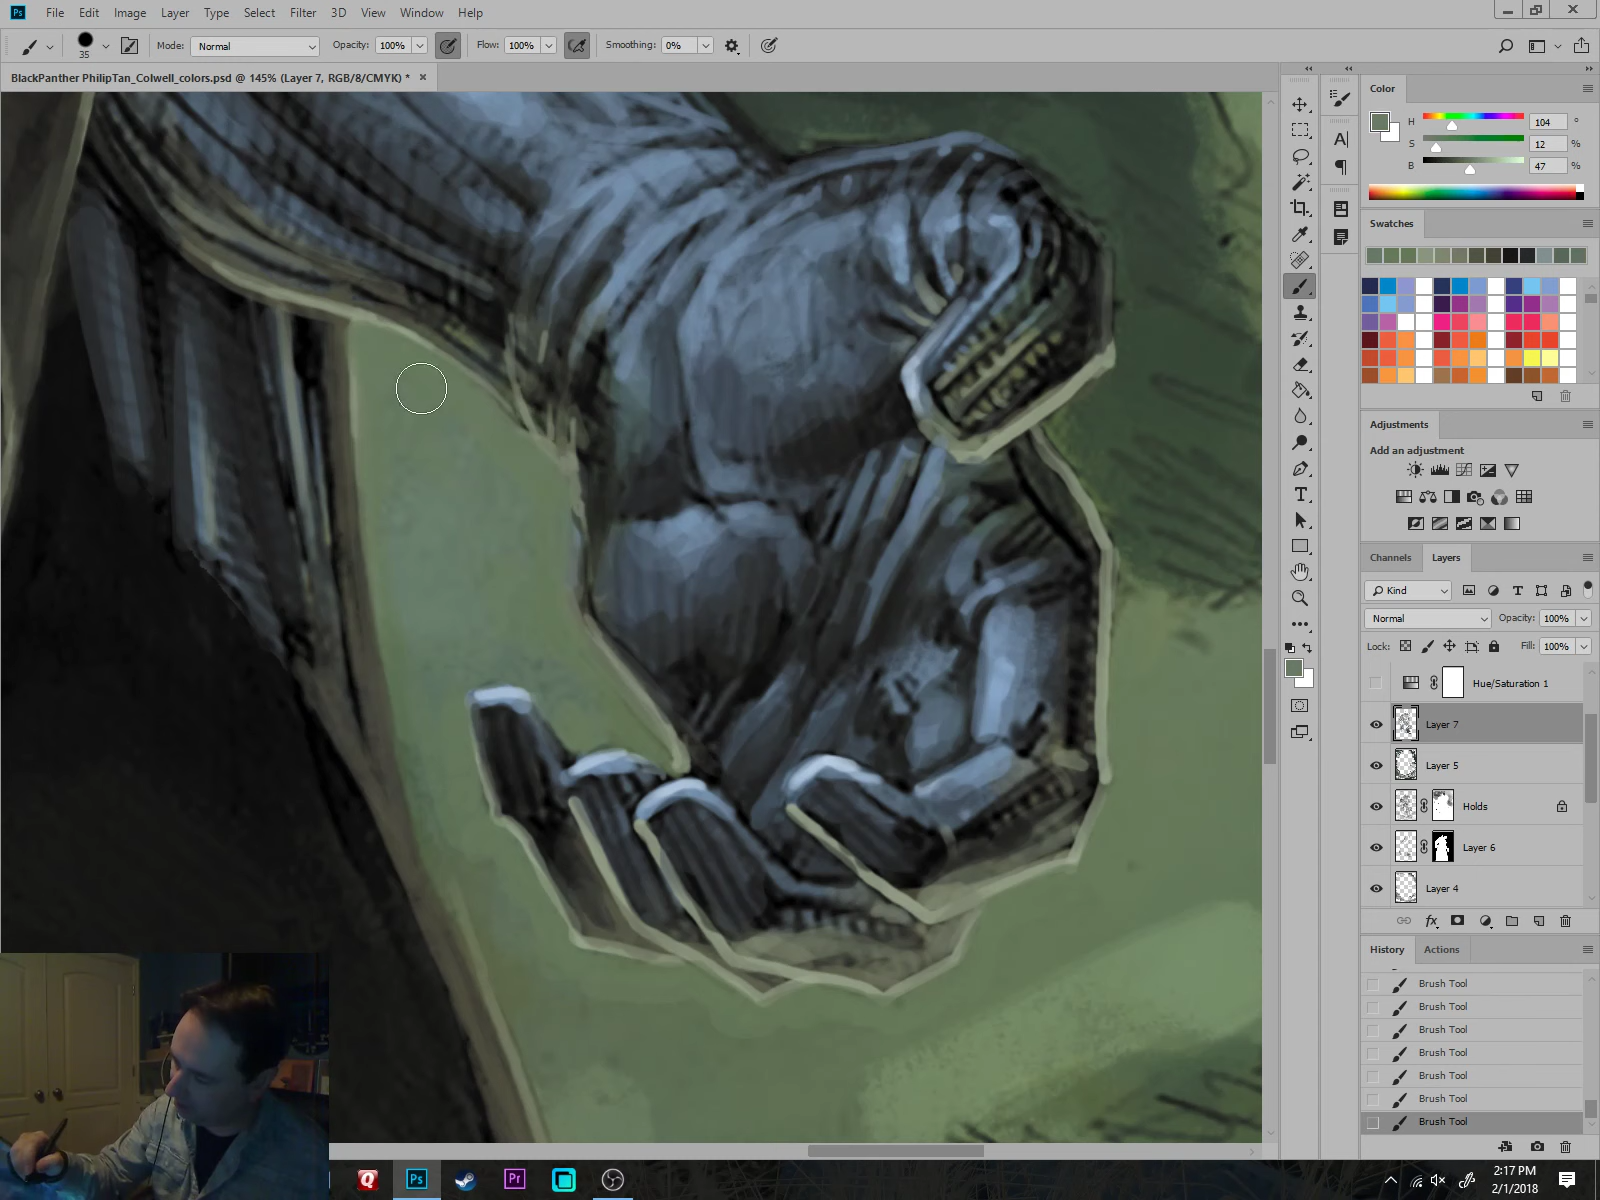 Ps File Edit Image Layer Type Select Filter 3D View Window Help
35 Mode: Normal Opacity: 100% Flow: 100% Smoothing: 0%
BlackPanther PhilipTan_Colwell_colors.psd @ 145% (Layer 7, RGB/8/CMYK) * ×
Color
H 104 °
S 12 %
B 47 %
Swatches
Adjustments
Add an adjustment
Channels Layers
Kind
Normal Opacity: 100%
Lock: Fill: 100%
Hue/Saturation 1
Layer 7
Layer 5
Holds
Layer 6
Layer 4
fx
History Actions
Brush Tool
Brush Tool
Brush Tool
Brush Tool
Brush Tool
Brush Tool
Brush Tool
Q Ps Pr
2:17 PM
2/1/2018